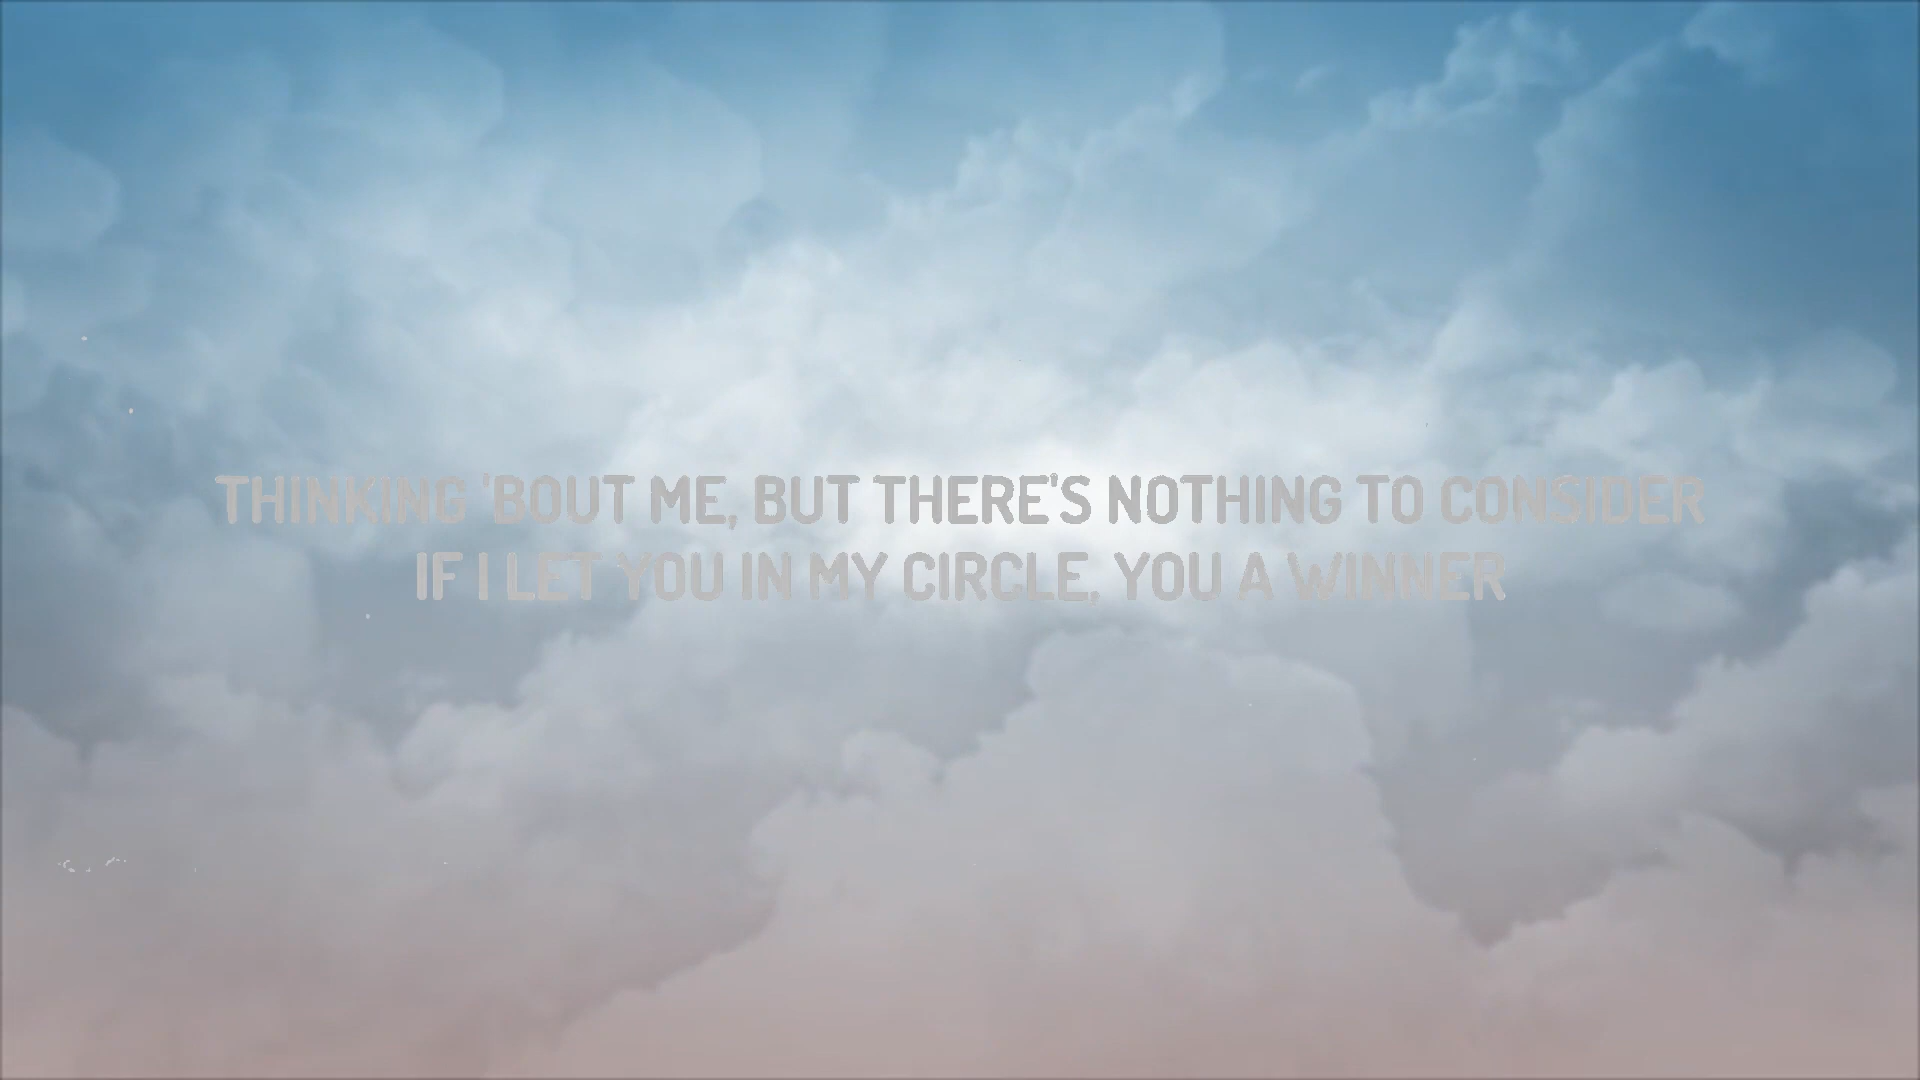 THINKING 'BOUT ME, BUT THERE'S NOTHING TO CONSIDER
IF I LET YOU IN MY CIRCLE, YOU A WINNER